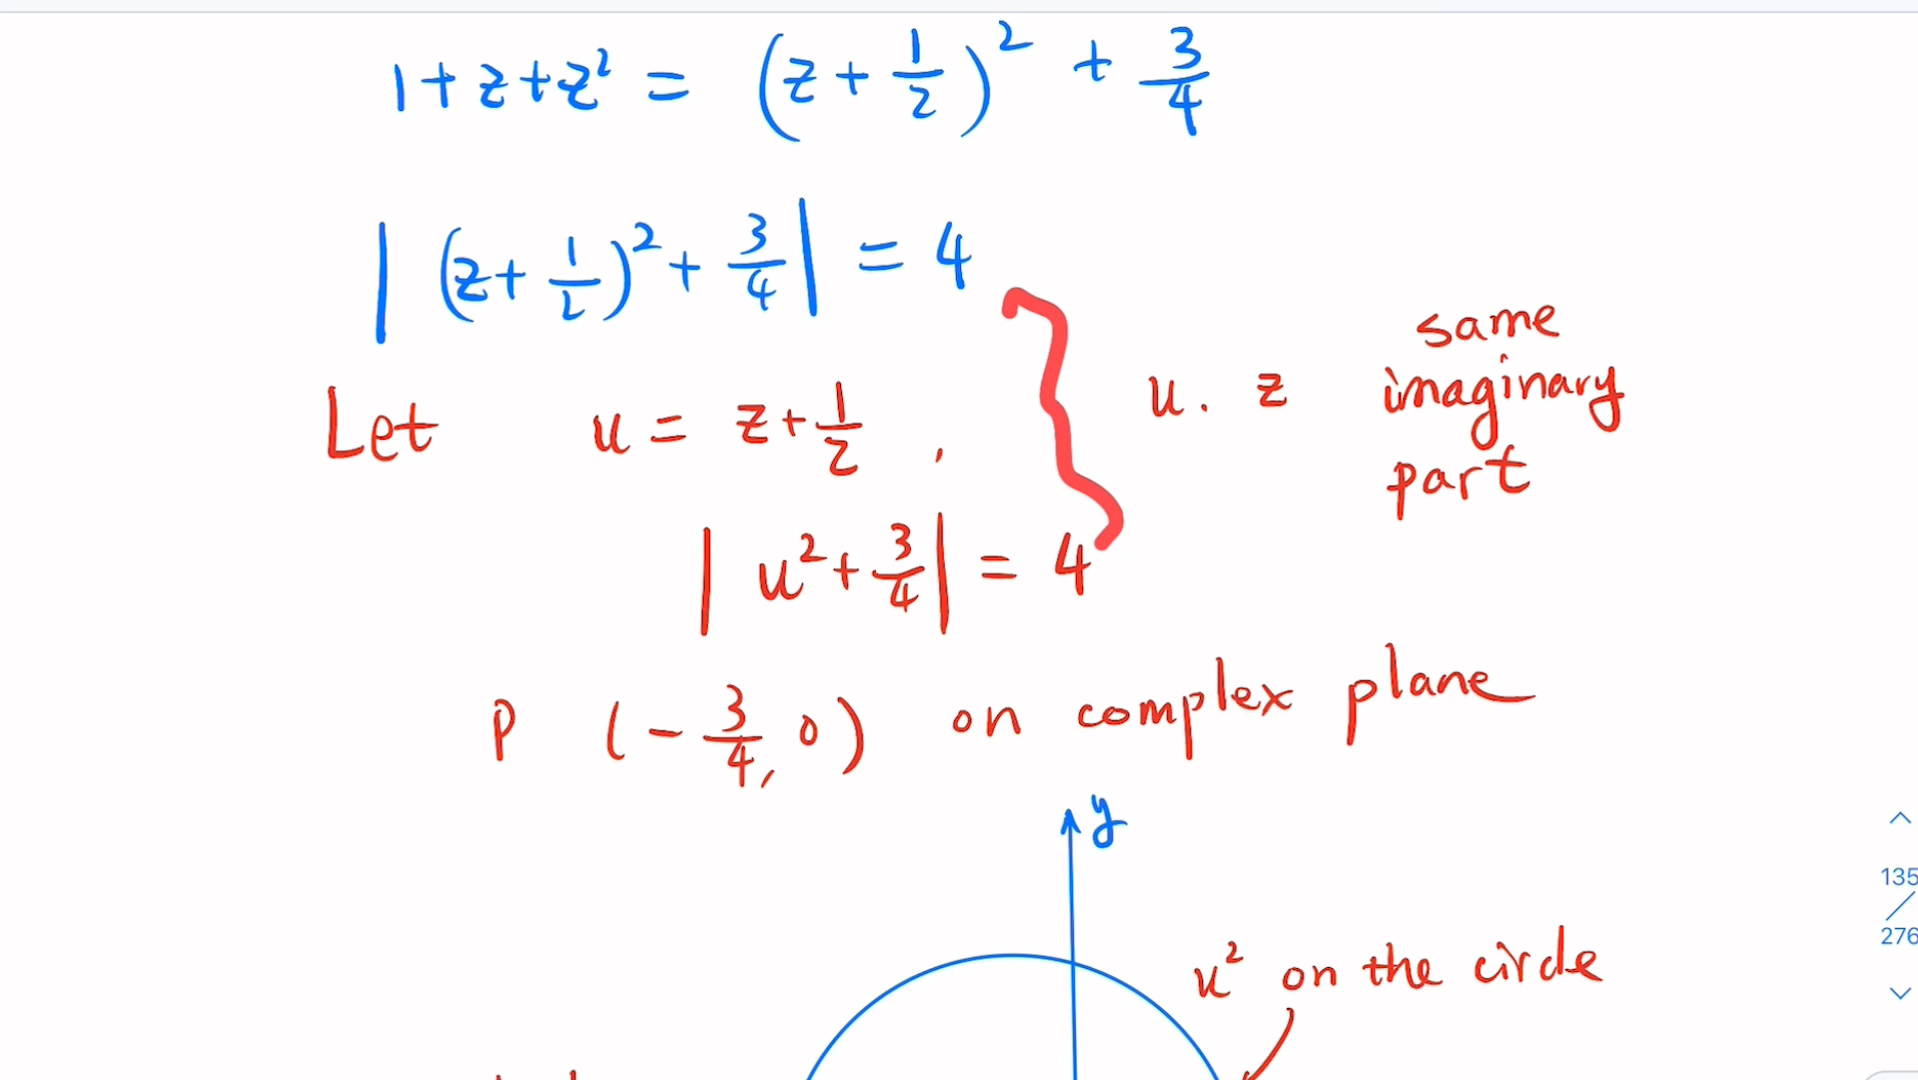 1+z+z² = (z+1/2)² + 3/4
|(z+1/2)²+3/4| = 4
Let u = z+1/2 ,
u . z same imaginary part
|u²+3/4| = 4
P (-3/4, 0) on complex plane
y
u² on the circle
135
/
276